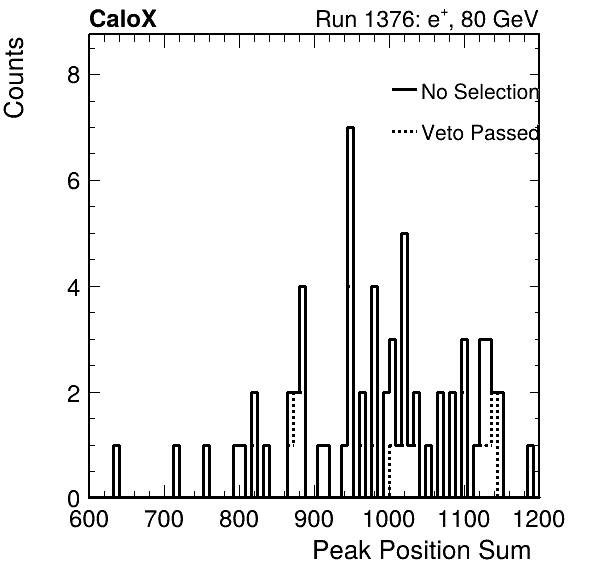 CaloX Run 1376: e⁺, 80 GeV
Counts
No Selection
Veto Passed
8
6
4
2
0
600 700 800 900 1000 1100 1200
Peak Position Sum